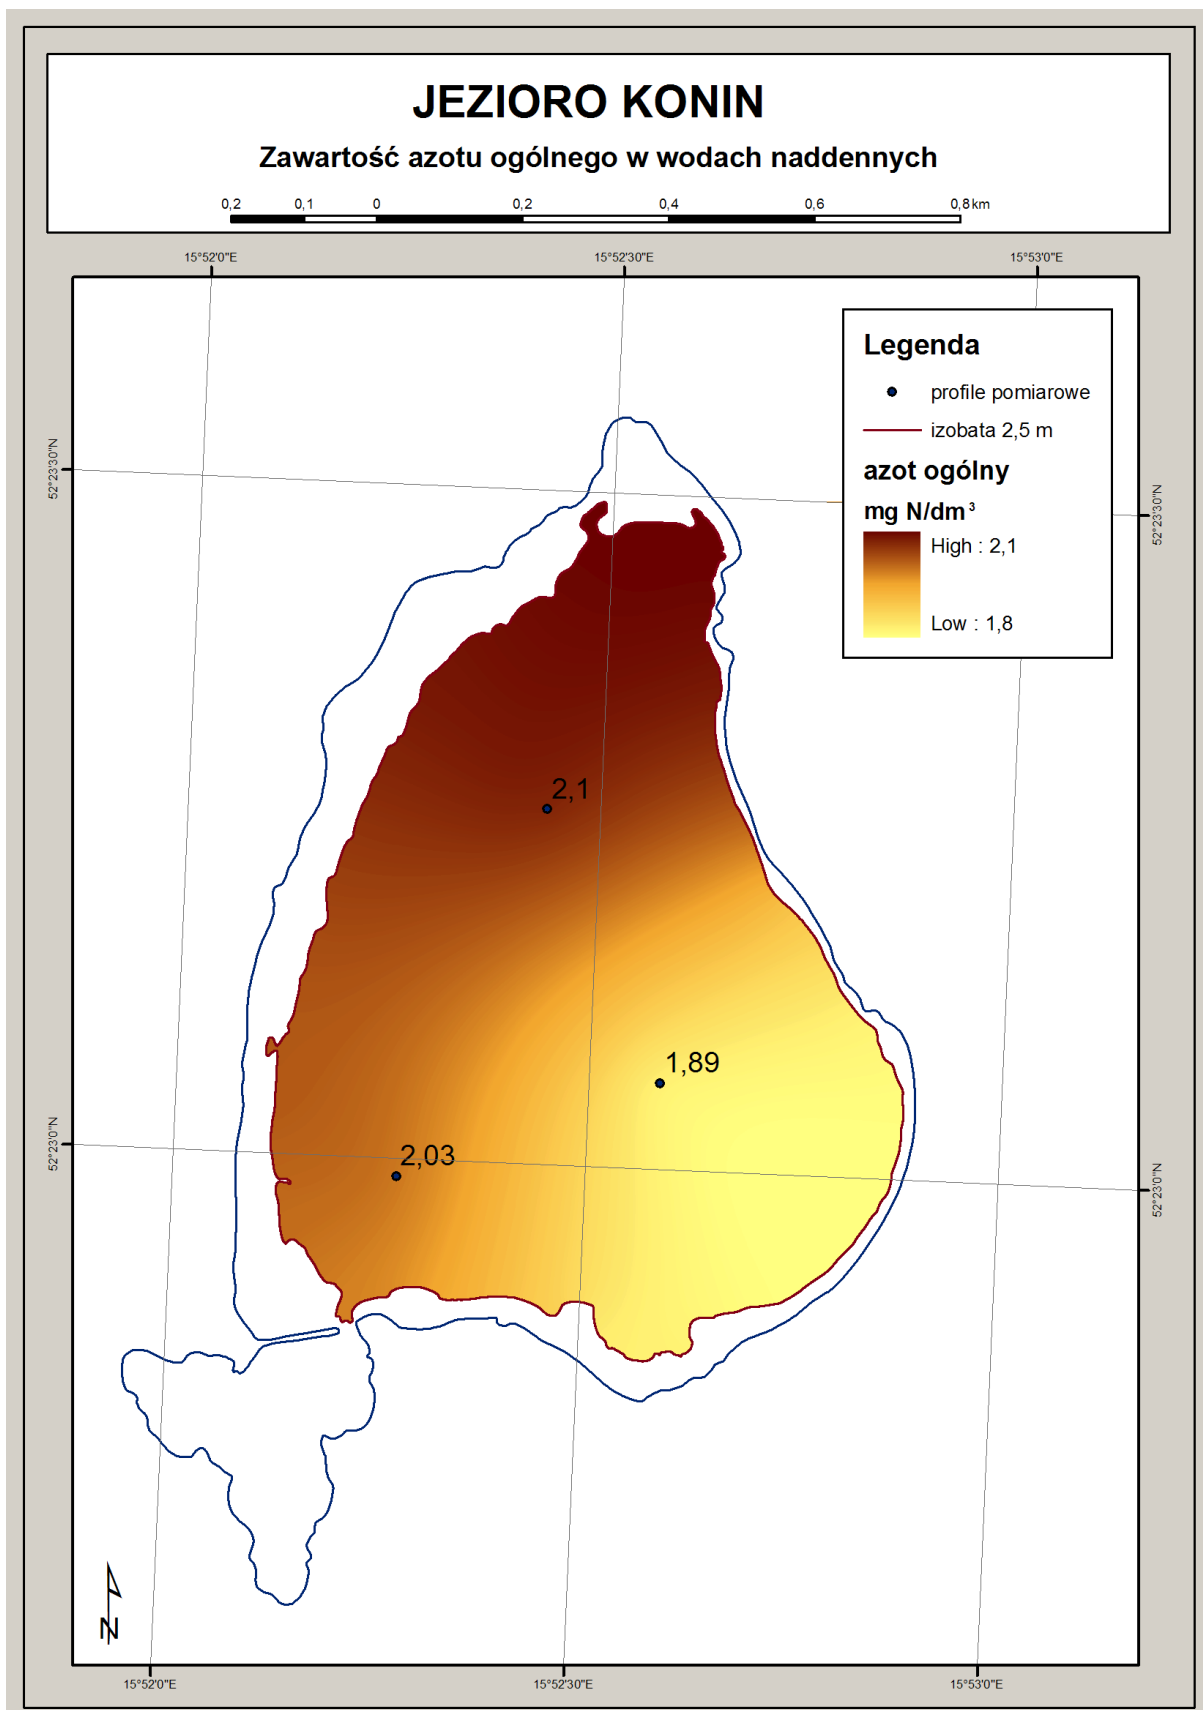 JEZIORO KONIN
Zawartość azotu ogólnego w wodach naddennych
0,2 0,1 0 0,2 0,4 0,6 0,8 km
15°52'0"E 15°52'30"E 15°53'0"E
Legenda
profile pomiarowe
izobata 2,5 m
azot ogólny
mg N/dm³
High : 2,1
Low : 1,8
52°23'30"N
52°23'30"N
2,1
1,89
2,03
52°23'0"N
52°23'0"N
N
15°52'0"E 15°52'30"E 15°53'0"E